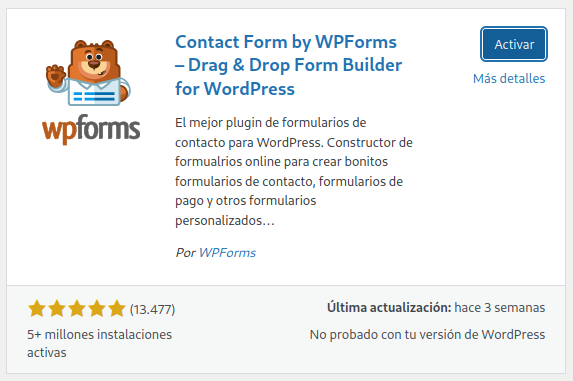 Contact Form by WPForms
– Drag & Drop Form Builder
for WordPress
Activar
Más detalles
wpforms
El mejor plugin de formularios de
contacto para WordPress. Constructor de
formualrios online para crear bonitos
formularios de contacto, formularios de
pago y otros formularios
personalizados…
Por WPForms
(13.477)
5+ millones instalaciones
activas
Última actualización: hace 3 semanas
No probado con tu versión de WordPress